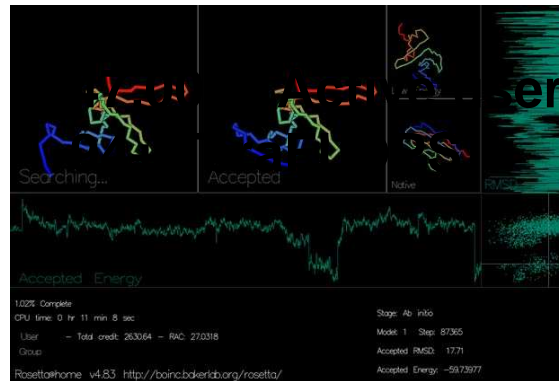 Searching...
Accepted
Native
RMSD
Accepted Energy
1.02% Complete
CPU time: 0 hr 11 min 8 sec
User - Total credit: 2630.64 - RAC: 27.0318
Group
Rosetta@home v4.83 http://boinc.bakerlab.org/rosetta/
Stage: Ab initio
Model: 1 Step: 87365
Accepted RMSD: 17.71
Accepted Energy: -59.73977